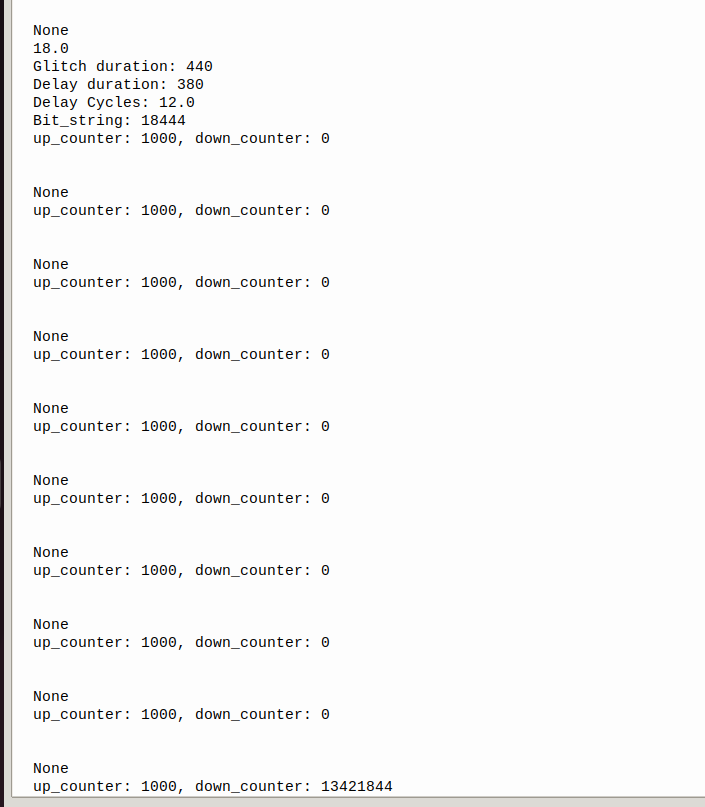 None
18.0
Glitch duration: 440
Delay duration: 380
Delay Cycles: 12.0
Bit_string: 18444
up_counter: 1000, down_counter: 0
None
up_counter: 1000, down_counter: 0
None
up_counter: 1000, down_counter: 0
None
up_counter: 1000, down_counter: 0
None
up_counter: 1000, down_counter: 0
None
up_counter: 1000, down_counter: 0
None
up_counter: 1000, down_counter: 0
None
up_counter: 1000, down_counter: 0
None
up_counter: 1000, down_counter: 0
None
up_counter: 1000, down_counter: 13421844